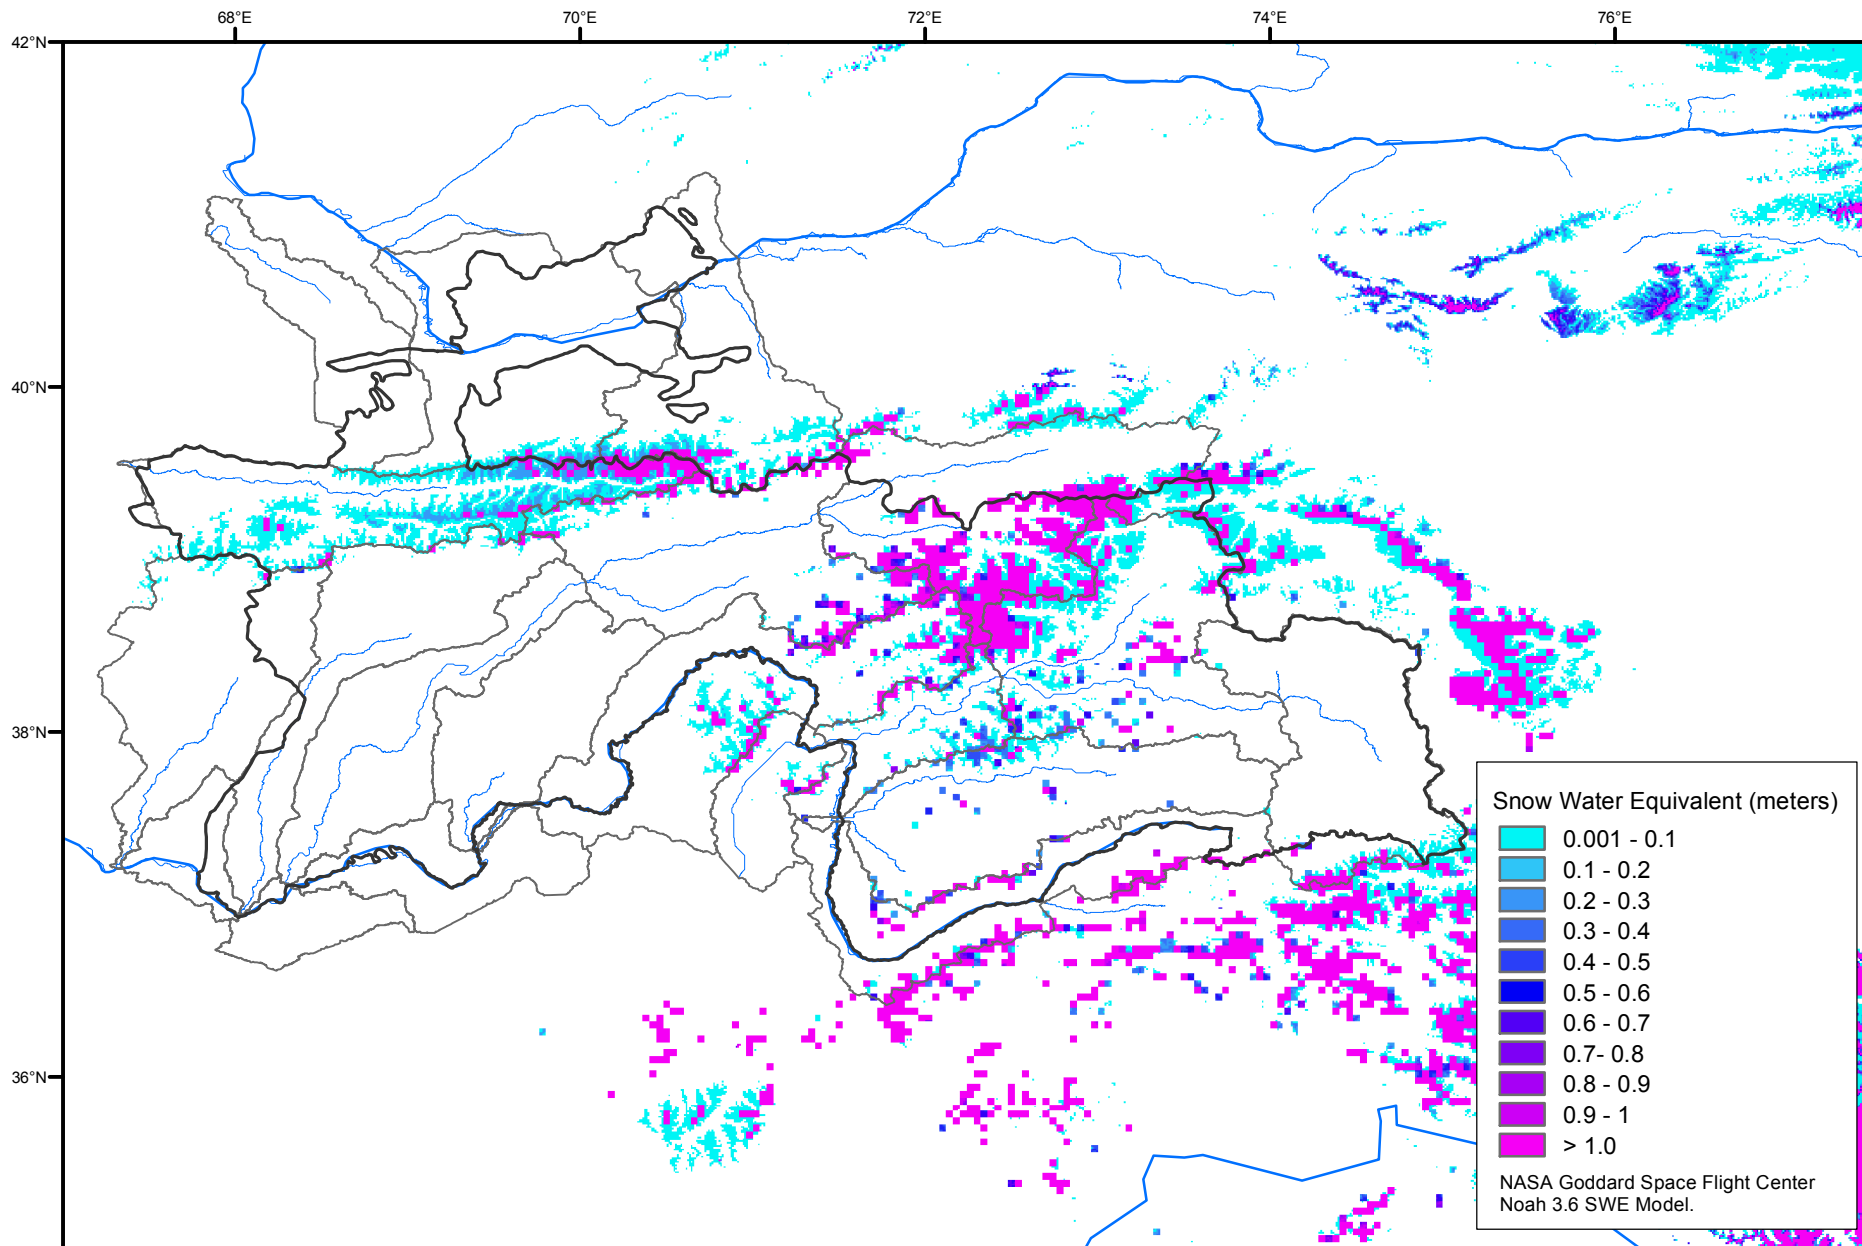 68°E
70°E
72°E
74°E
76°E
42°N
40°N
38°N
36°N
Snow Water Equivalent (meters)
0.001 - 0.1
0.1 - 0.2
0.2 - 0.3
0.3 - 0.4
0.4 - 0.5
0.5 - 0.6
0.6 - 0.7
0.7- 0.8
0.8 - 0.9
0.9 - 1
> 1.0
NASA Goddard Space Flight Center
Noah 3.6 SWE Model.